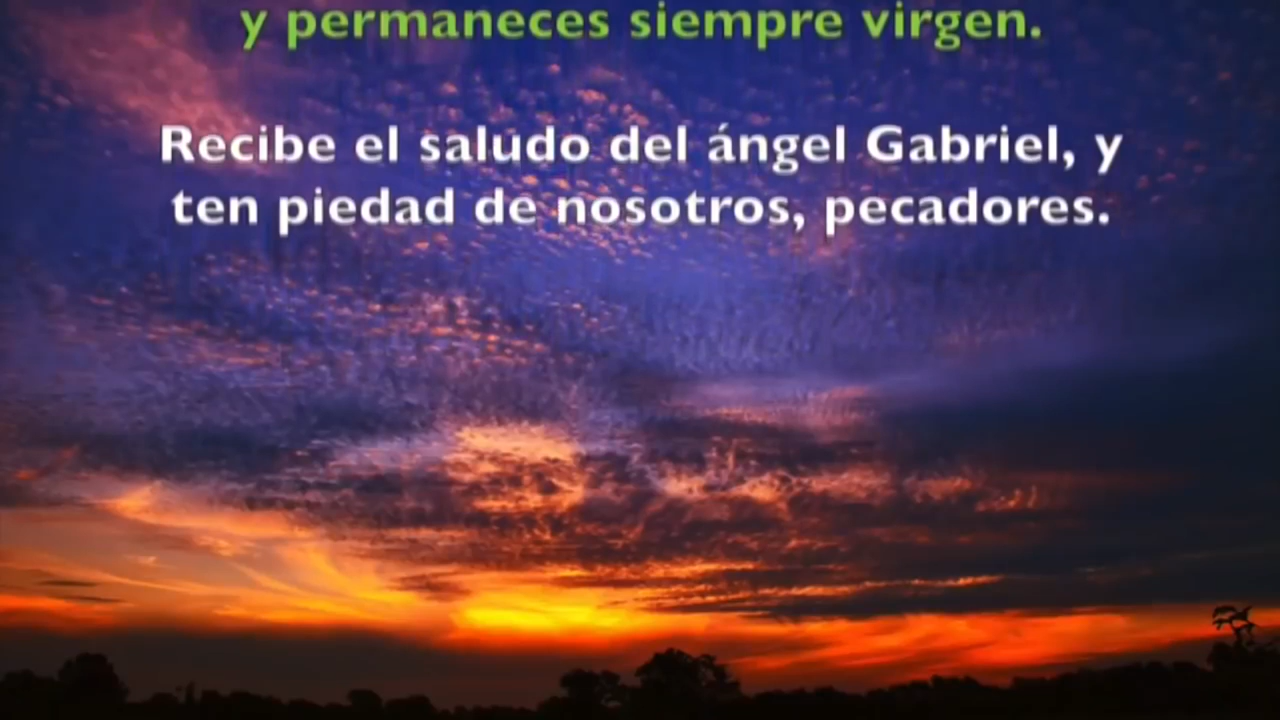 y permaneces siempre virgen.
Recibe el saludo del ángel Gabriel, y
ten piedad de nosotros, pecadores.